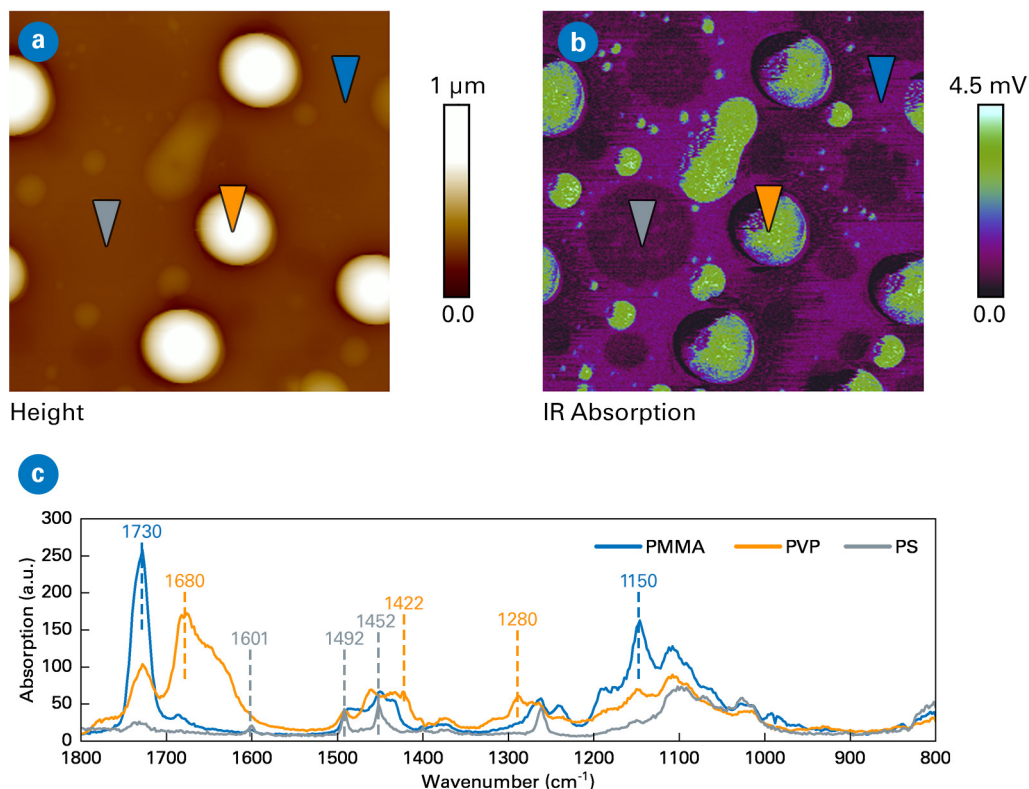 a
b
1 µm
0.0
4.5 mV
0.0
Height
IR Absorption
c
Absorption (a.u.)
300
250
200
150
100
50
0
1730
1680
1601
1492
1452
1422
1280
1150
PMMA
PVP
PS
1800
1700
1600
1500
1400
1300
1200
1100
1000
900
800
Wavenumber (cm⁻¹)